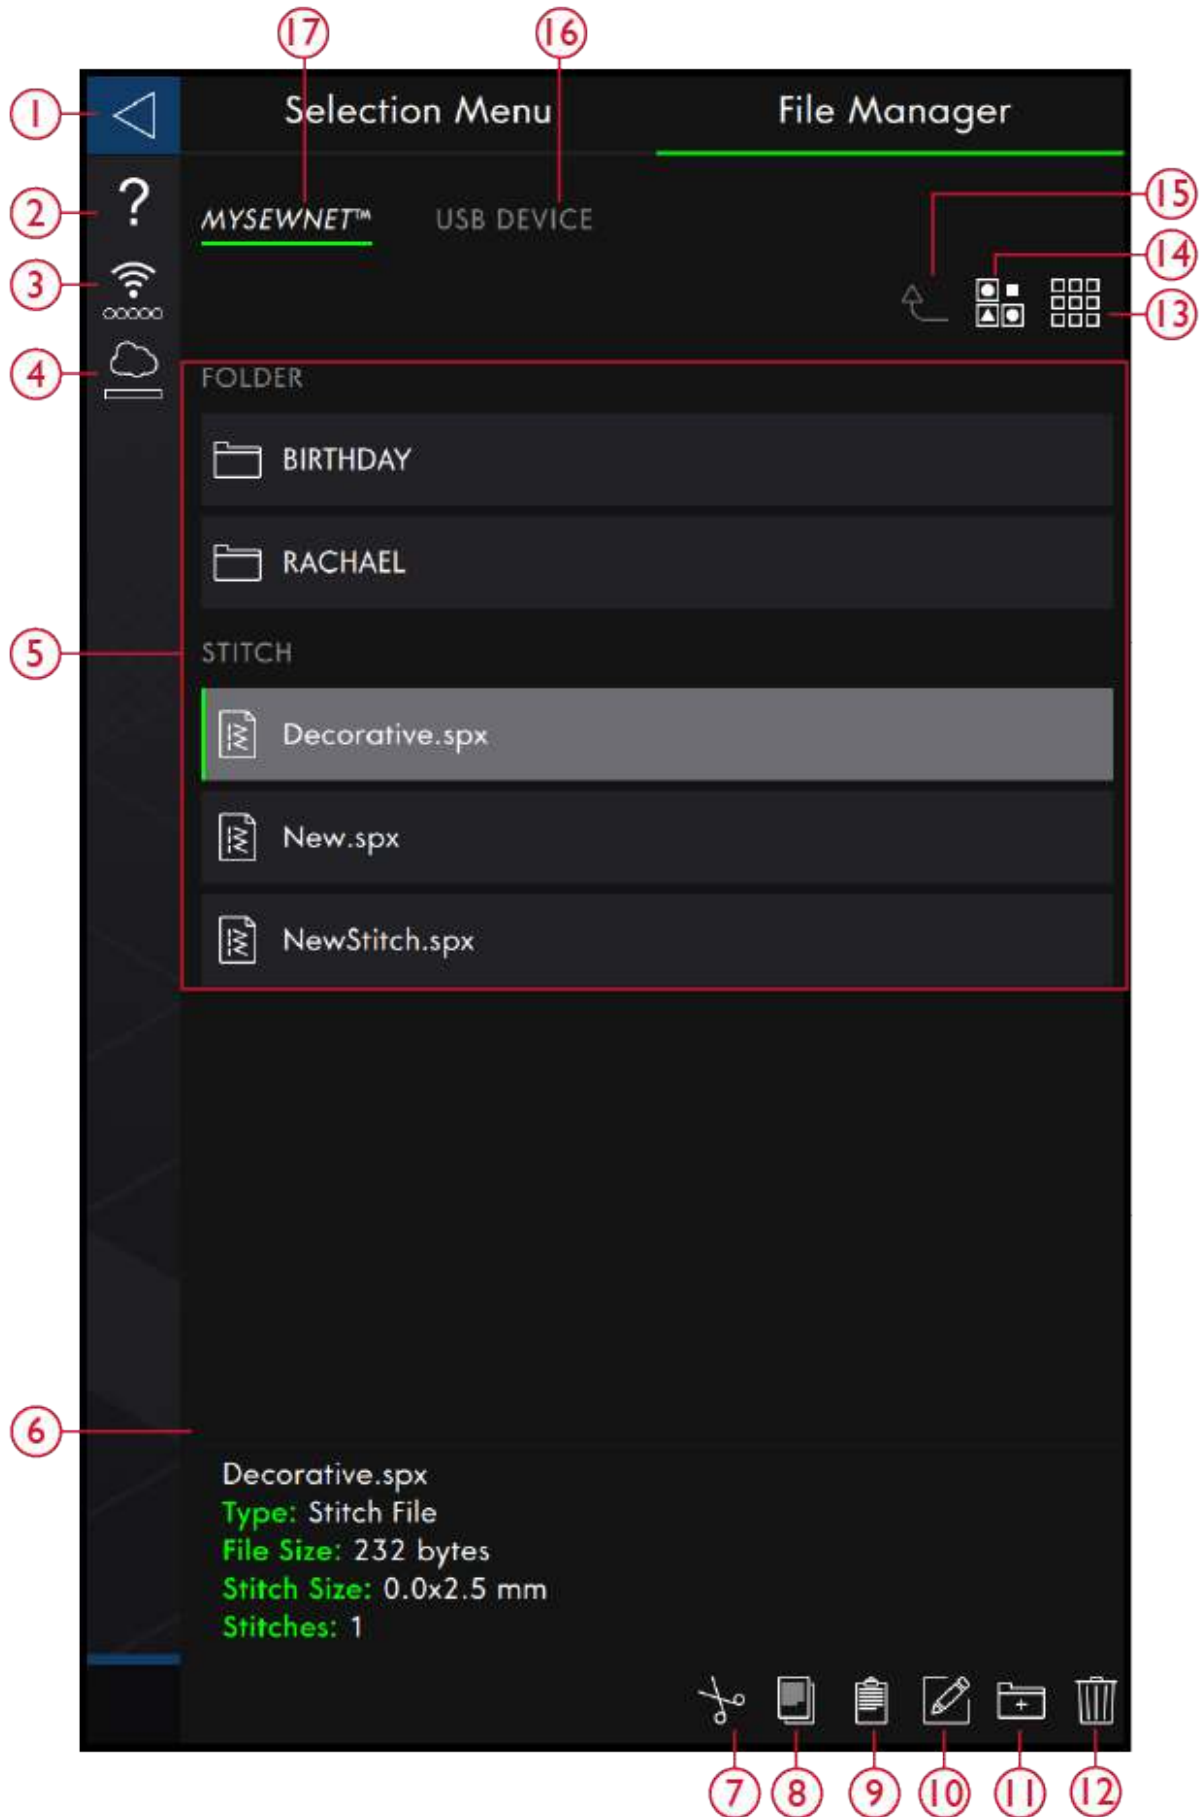 17 16
1 Selection Menu File Manager
2 ? MYSEWNET™ USB DEVICE 15
14
3 13
4 FOLDER
BIRTHDAY
RACHAEL
5 STITCH
Decorative.spx
New.spx
NewStitch.spx
6
Decorative.spx
Type: Stitch File
File Size: 232 bytes
Stitch Size: 0.0x2.5 mm
Stitches: 1
7 8 9 10 11 12